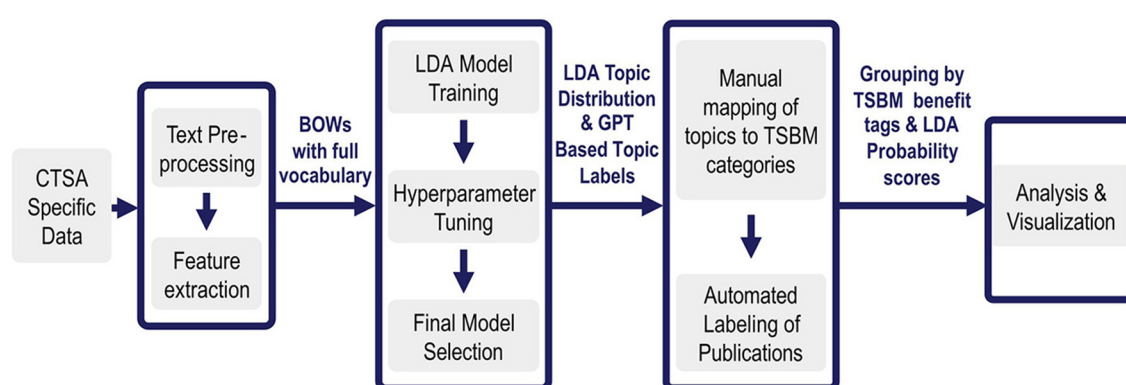 CTSA
Specific
Data
Text Pre-
processing
Feature
extraction
BOWs
with full
vocabulary
LDA Model
Training
Hyperparameter
Tuning
Final Model
Selection
LDA Topic
Distribution
& GPT
Based Topic
Labels
Manual
mapping of
topics to TSBM
categories
Automated
Labeling of
Publications
Grouping by
TSBM benefit
tags & LDA
Probability
scores
Analysis &
Visualization